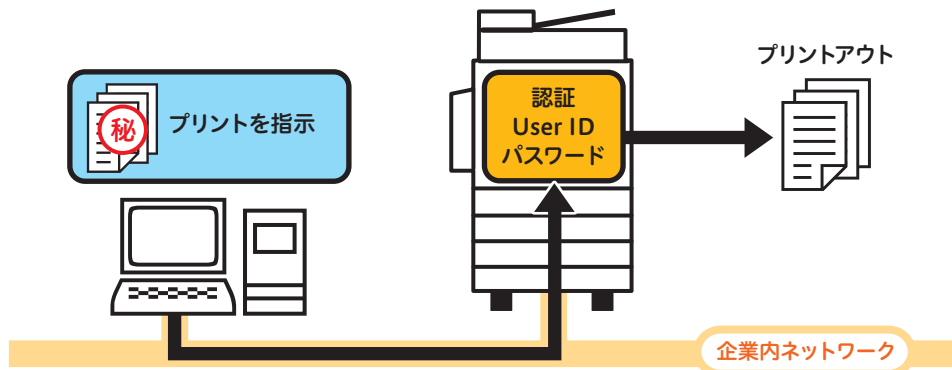 秘
プリントを指示
認証
User ID
パスワード
プリントアウト
企業内ネットワーク